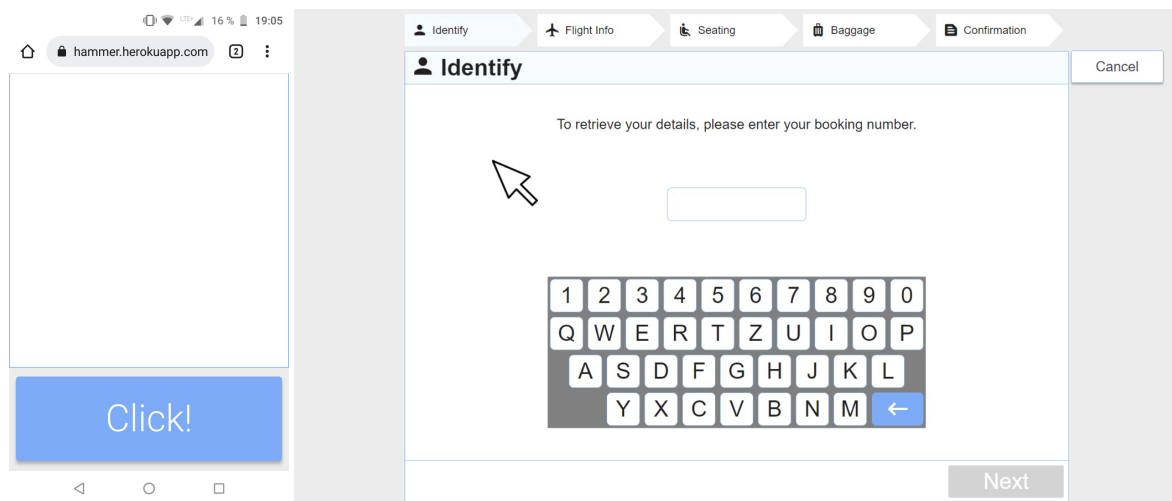 LTE+ 16 % 19:05
hammer.herokuapp.com 2
Click!
Identify Flight Info Seating Baggage Confirmation
Identify
Cancel
To retrieve your details, please enter your booking number.
1 2 3 4 5 6 7 8 9 0
Q W E R T Z U I O P
A S D F G H J K L
Y X C V B N M
Next